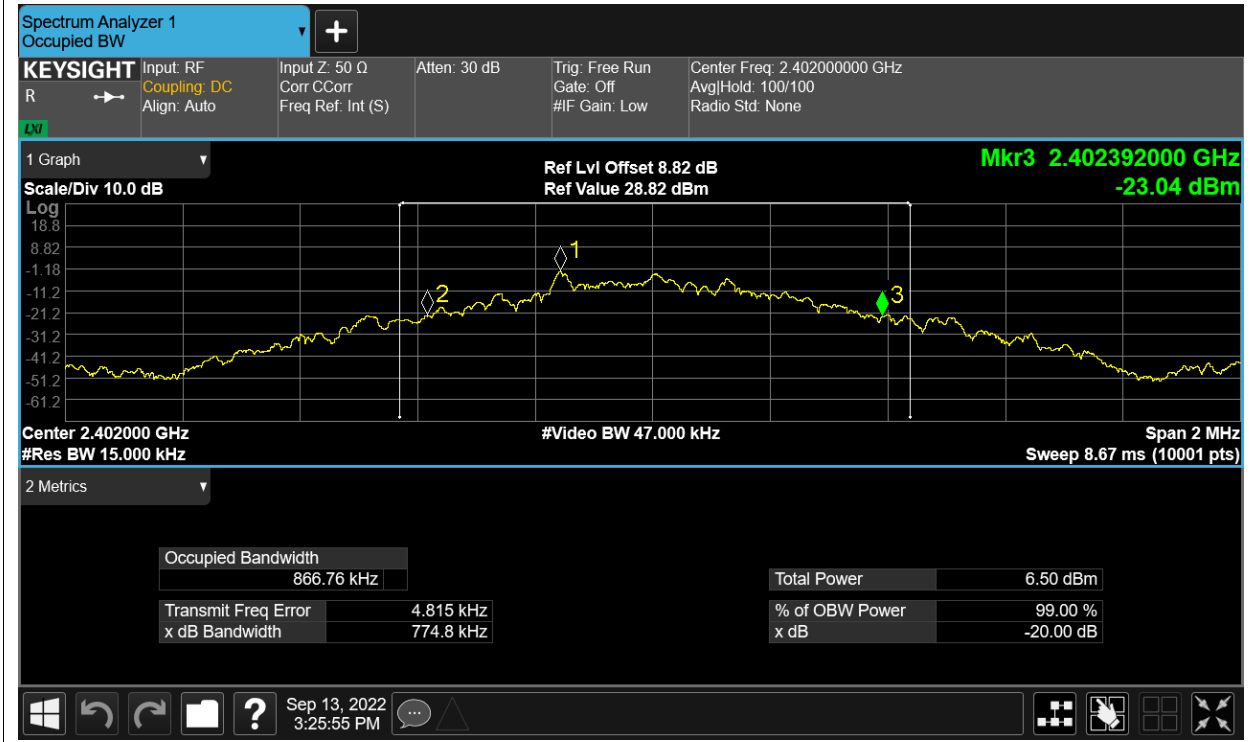 Spectrum Analyzer 1
Occupied BW
KEYSIGHT
R
LXI
Input: RF
Coupling: DC
Align: Auto
Input Z: 50 Ω
Corr CCorr
Freq Ref: Int (S)
Atten: 30 dB
Trig: Free Run
Gate: Off
#IF Gain: Low
Center Freq: 2.402000000 GHz
Avg|Hold: 100/100
Radio Std: None
1 Graph
Scale/Div 10.0 dB
Ref Lvl Offset 8.82 dB
Ref Value 28.82 dBm
Mkr3 2.402392000 GHz
-23.04 dBm
Log
18.8
8.82
-1.18
-11.2
-21.2
-31.2
-41.2
-51.2
-61.2
1
2
3
Center 2.402000 GHz
#Video BW 47.000 kHz
Span 2 MHz
#Res BW 15.000 kHz
Sweep 8.67 ms (10001 pts)
2 Metrics
Occupied Bandwidth
866.76 kHz
Total Power 6.50 dBm
Transmit Freq Error 4.815 kHz
% of OBW Power 99.00 %
x dB Bandwidth 774.8 kHz
x dB -20.00 dB
?
Sep 13, 2022
3:25:55 PM